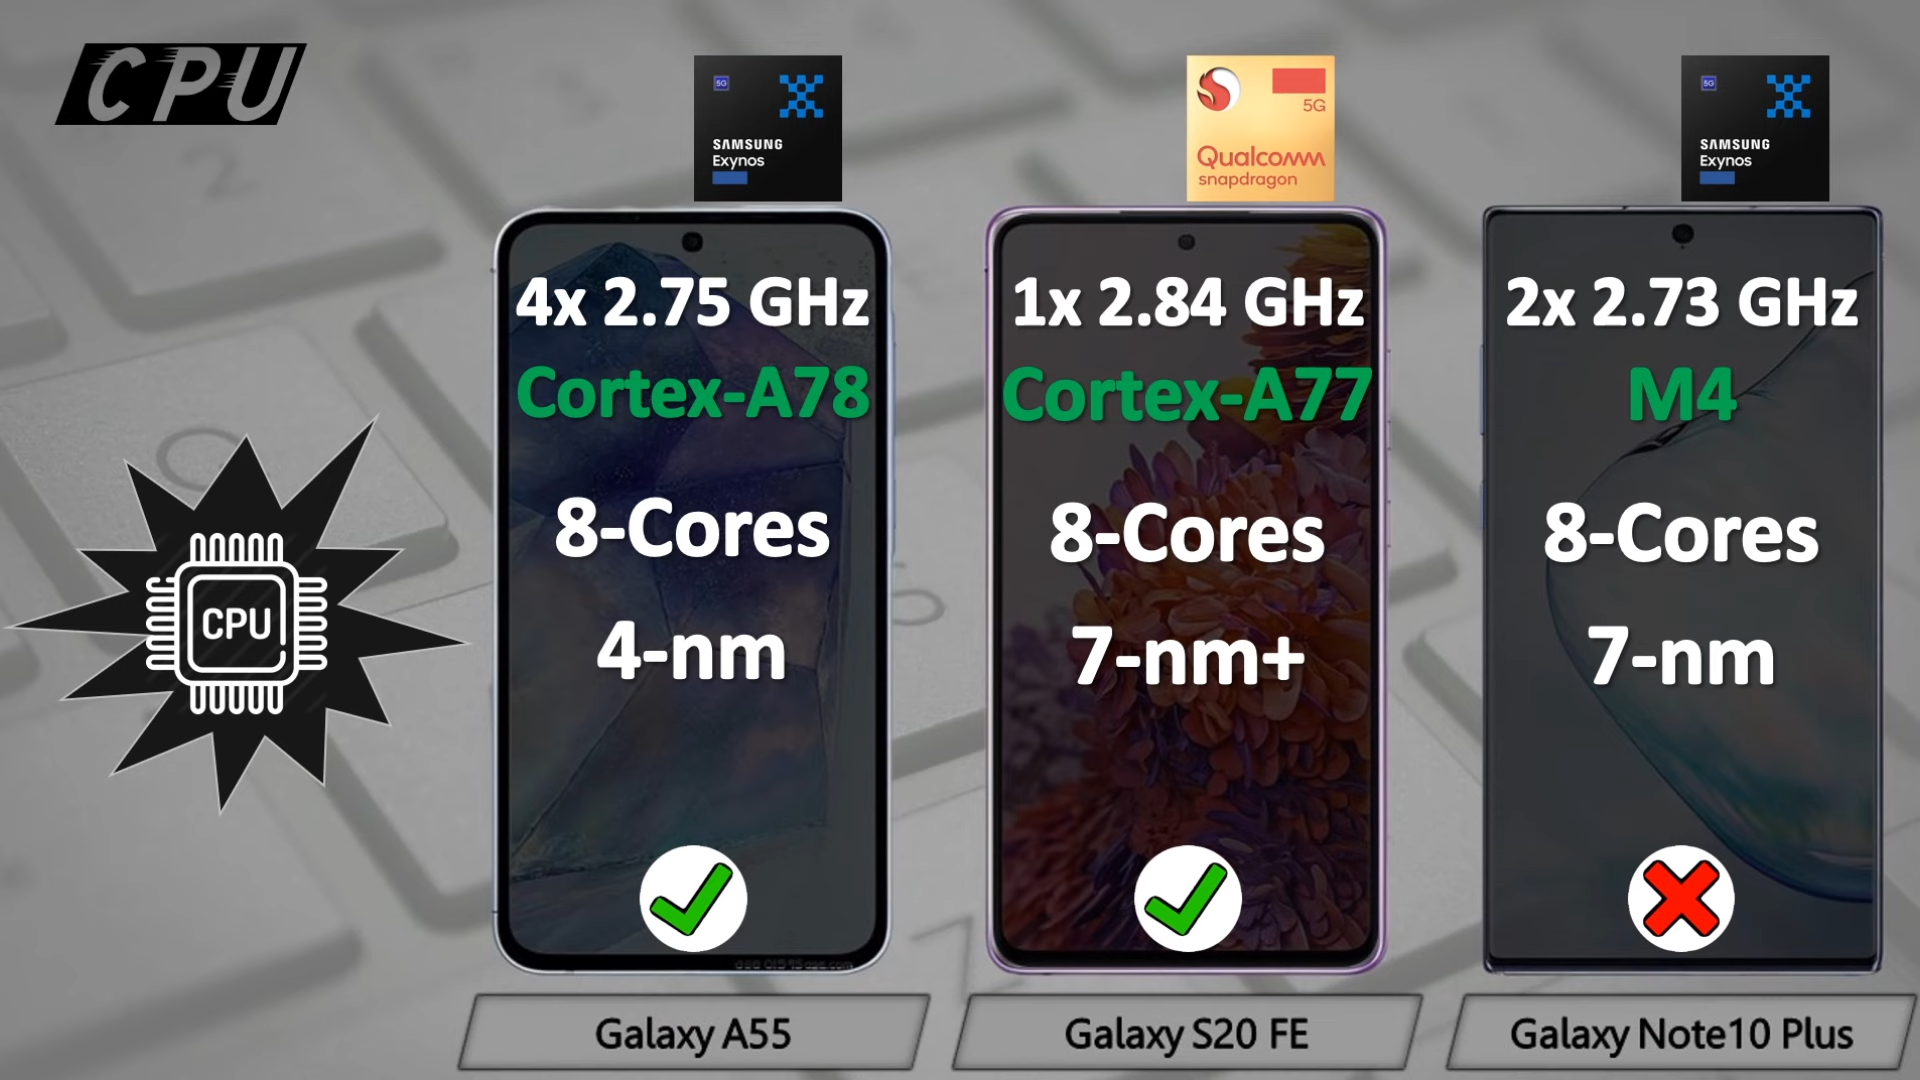 CPU
5G
SAMSUNG
Exynos
5G
Qualcomm
snapdragon
5G
SAMSUNG
Exynos
4x 2.75 GHz
Cortex-A78
8-Cores
4-nm
1x 2.84 GHz
Cortex-A77
8-Cores
7-nm+
2x 2.73 GHz
M4
8-Cores
7-nm
CPU
Galaxy A55
Galaxy S20 FE
Galaxy Note10 Plus